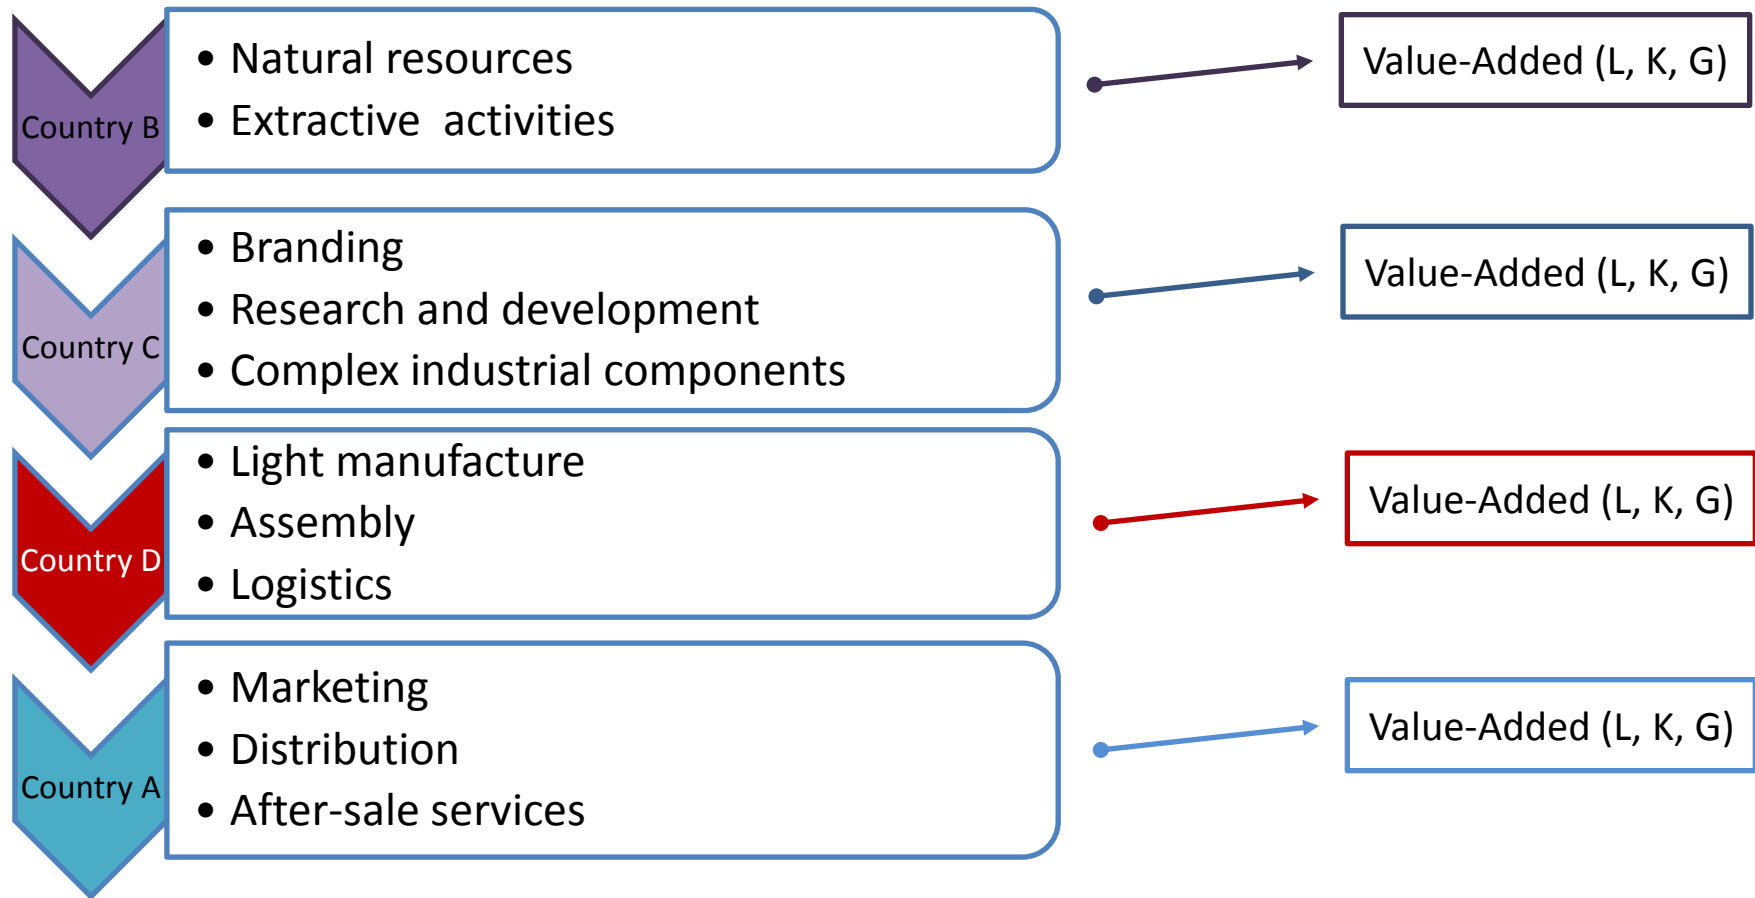 Country B
• Natural resources
• Extractive  activities
Value-Added (L, K, G)
Country C
• Branding
• Research and development
• Complex industrial components
Value-Added (L, K, G)
Country D
• Light manufacture
• Assembly
• Logistics
Value-Added (L, K, G)
Country A
• Marketing
• Distribution
• After-sale services
Value-Added (L, K, G)